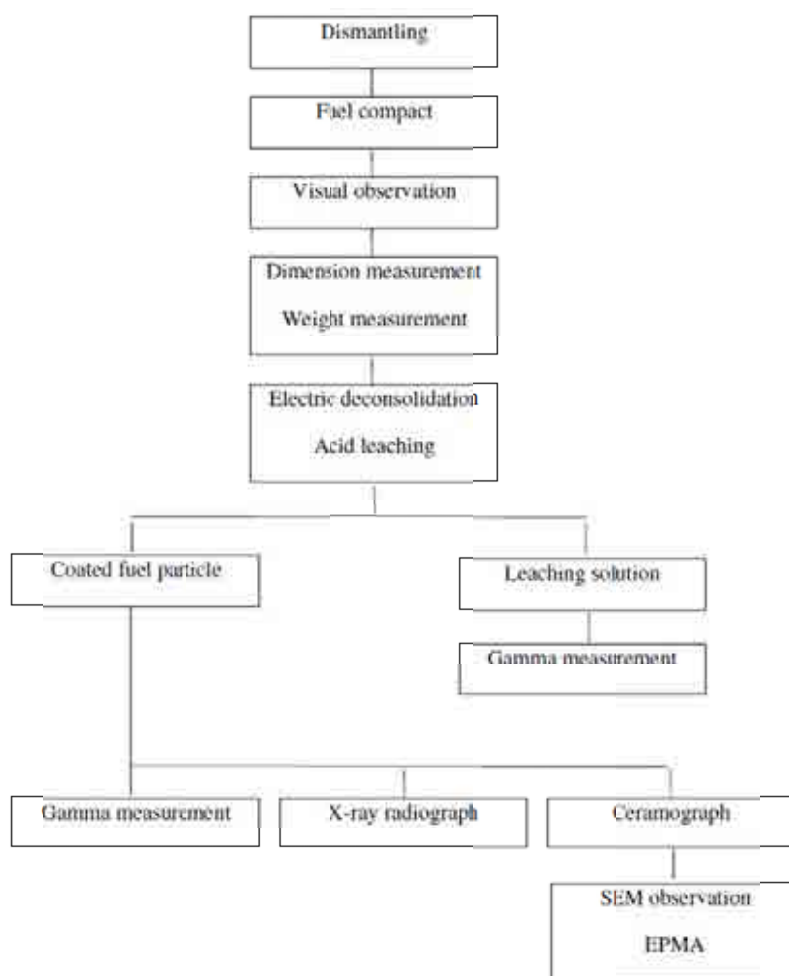 Dismantling
Fuel compact
Visual observation
Dimension measurement
Weight measurement
Electric deconsolidation
Acid leaching
Coated fuel particle
Leaching solution
Gamma measurement
Gamma measurement
X-ray radiograph
Ceramograph
SEM observation
EPMA